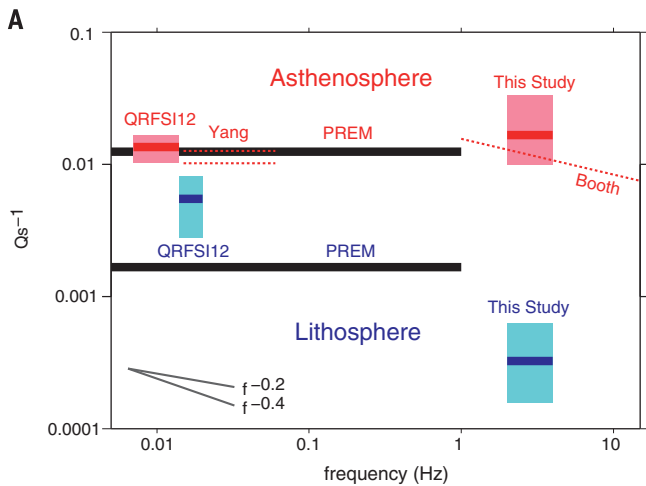 A
0.1
Asthenosphere
This Study
QRFSI12
Yang
PREM
0.01
Booth
Qs⁻¹
QRFSI12
PREM
0.001
This Study
Lithosphere
f⁻⁰·²
f⁻⁰·⁴
0.0001
0.01
0.1
1
10
frequency (Hz)